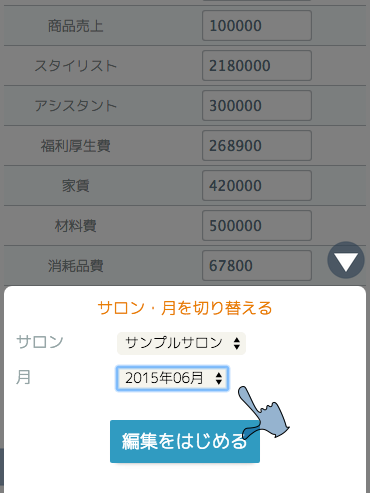 商品売上 100000
スタイリスト 2180000
アシスタント 300000
福利厚生費 268900
家賃 420000
材料費 500000
消耗品費 67800
サロン・月を切り替える
サロン サンプルサロン
月 2015年06月
編集をはじめる